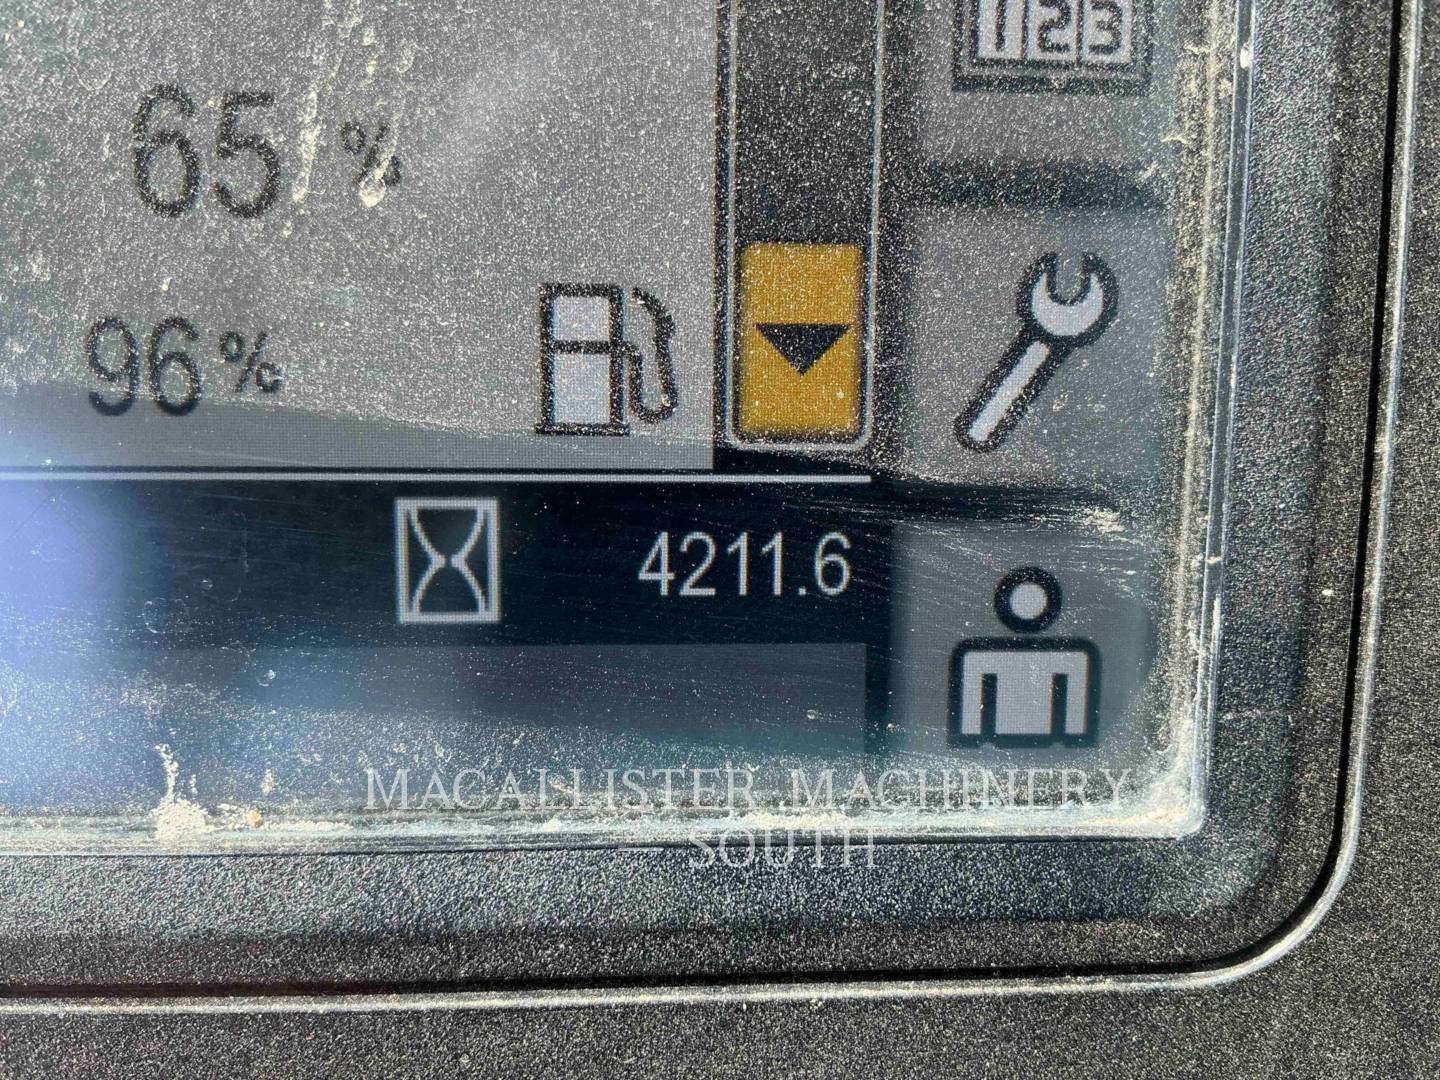 123
65 %
96 %
4211.6
MACALLISTER MACHINERY
SOUTH